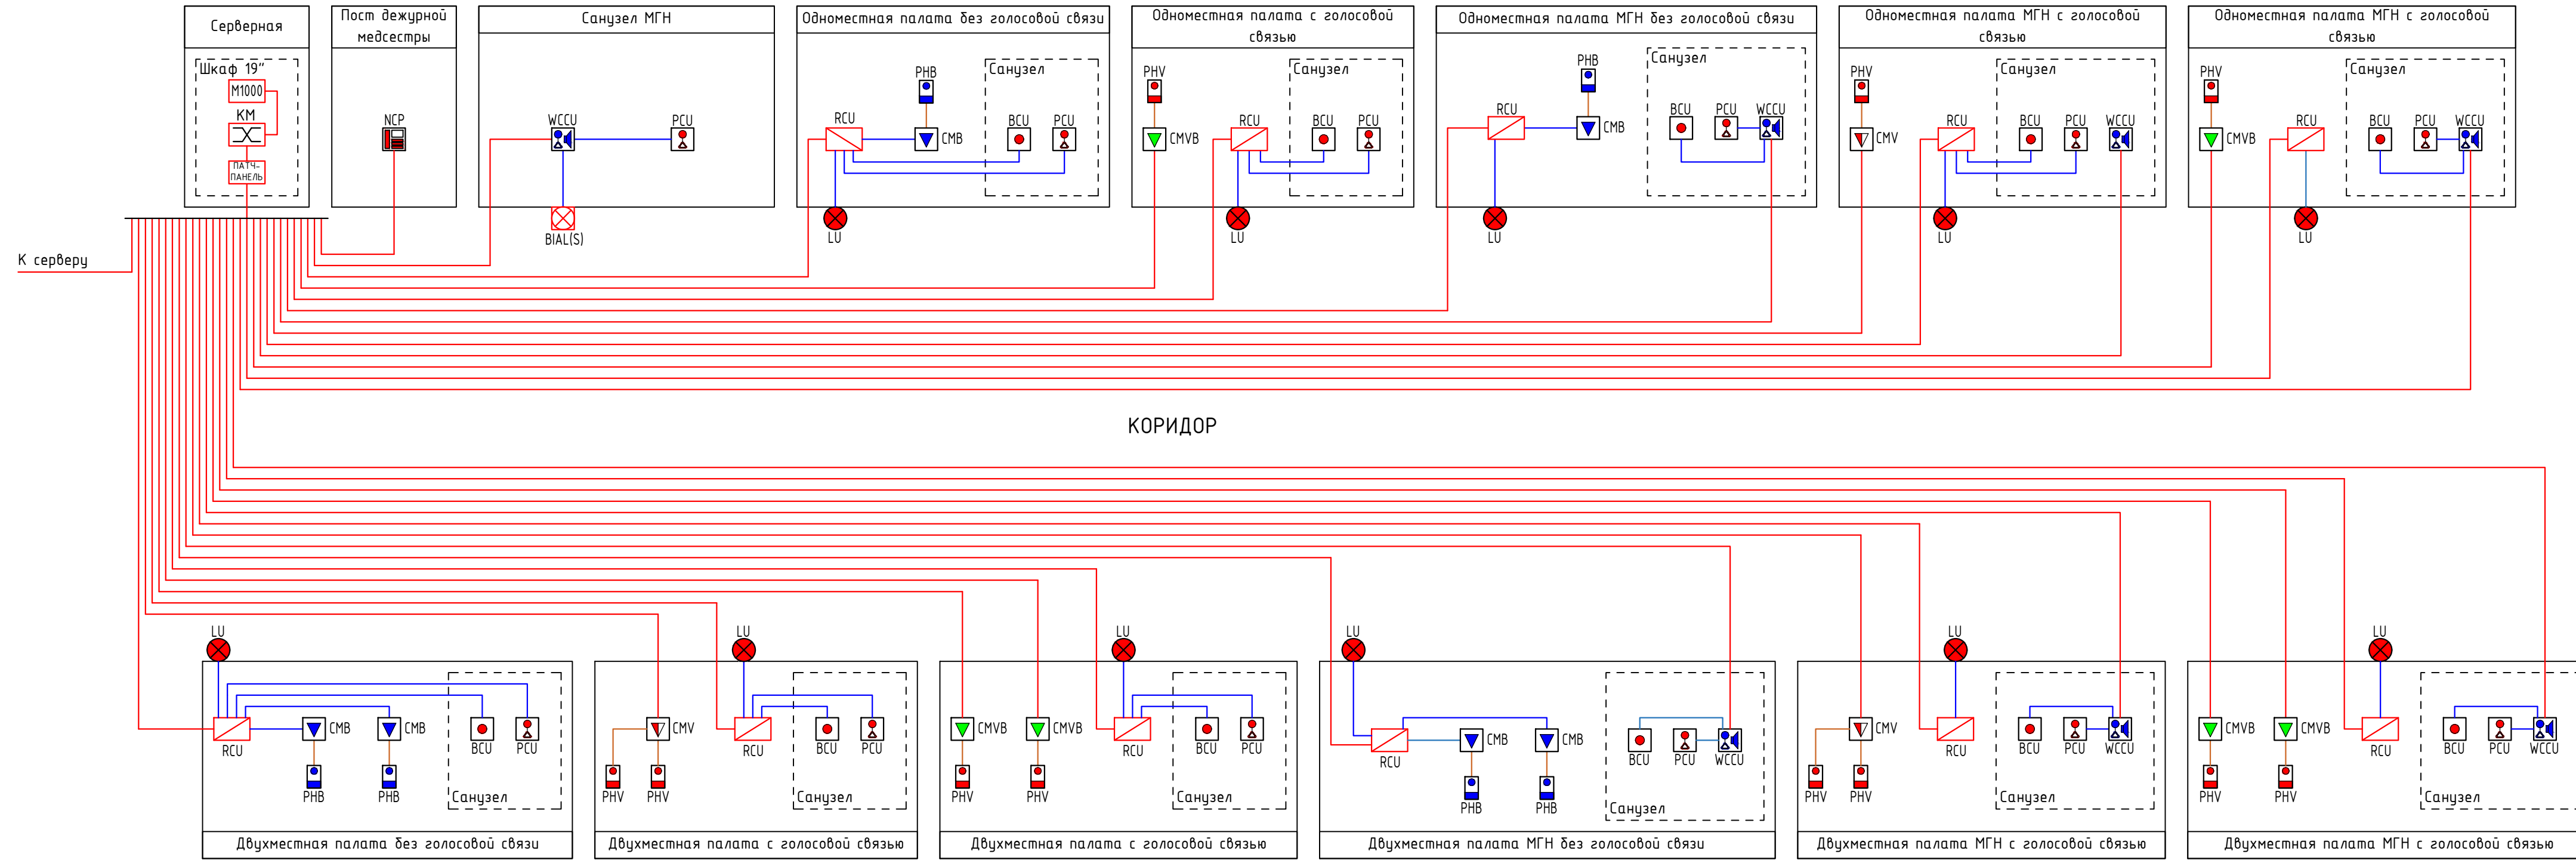 Серверная
Шкаф 19"
М1000
КМ
ПАТЧ-
ПАНЕЛЬ
Пост дежурной
медсестры
NCP
Санузел МГН
WCCU
PCU
BIAL(S)
Одноместная палата без голосовой связи
PHB
Санузел
RCU
CMB
BCU
PCU
LU
Одноместная палата с голосовой
связью
PHV
Санузел
CMVB
RCU
BCU
PCU
LU
Одноместная палата МГН без голосовой связи
PHB
Санузел
RCU
CMB
BCU
PCU
WCCU
LU
Одноместная палата МГН с голосовой
связью
PHV
Санузел
CMV
RCU
BCU
PCU
WCCU
LU
Одноместная палата МГН с голосовой
связью
PHV
Санузел
CMVB
RCU
BCU
PCU
WCCU
LU
К серверу
КОРИДОР
LU
RCU
CMB
CMB
BCU
PCU
PHB
PHB
Санузел
Двухместная палата без голосовой связи
LU
CMV
RCU
BCU
PCU
PHV
PHV
Санузел
Двухместная палата с голосовой связью
LU
CMVB
CMVB
RCU
BCU
PCU
PHV
PHV
Санузел
Двухместная палата с голосовой связью
LU
RCU
CMB
CMB
BCU
PCU
WCCU
PHB
PHB
Санузел
Двухместная палата МГН без голосовой связи
LU
CMV
RCU
BCU
PCU
WCCU
PHV
PHV
Санузел
Двухместная палата МГН с голосовой связью
LU
CMVB
CMVB
RCU
BCU
PCU
WCCU
PHV
PHV
Санузел
Двухместная палата МГН с голосовой связью